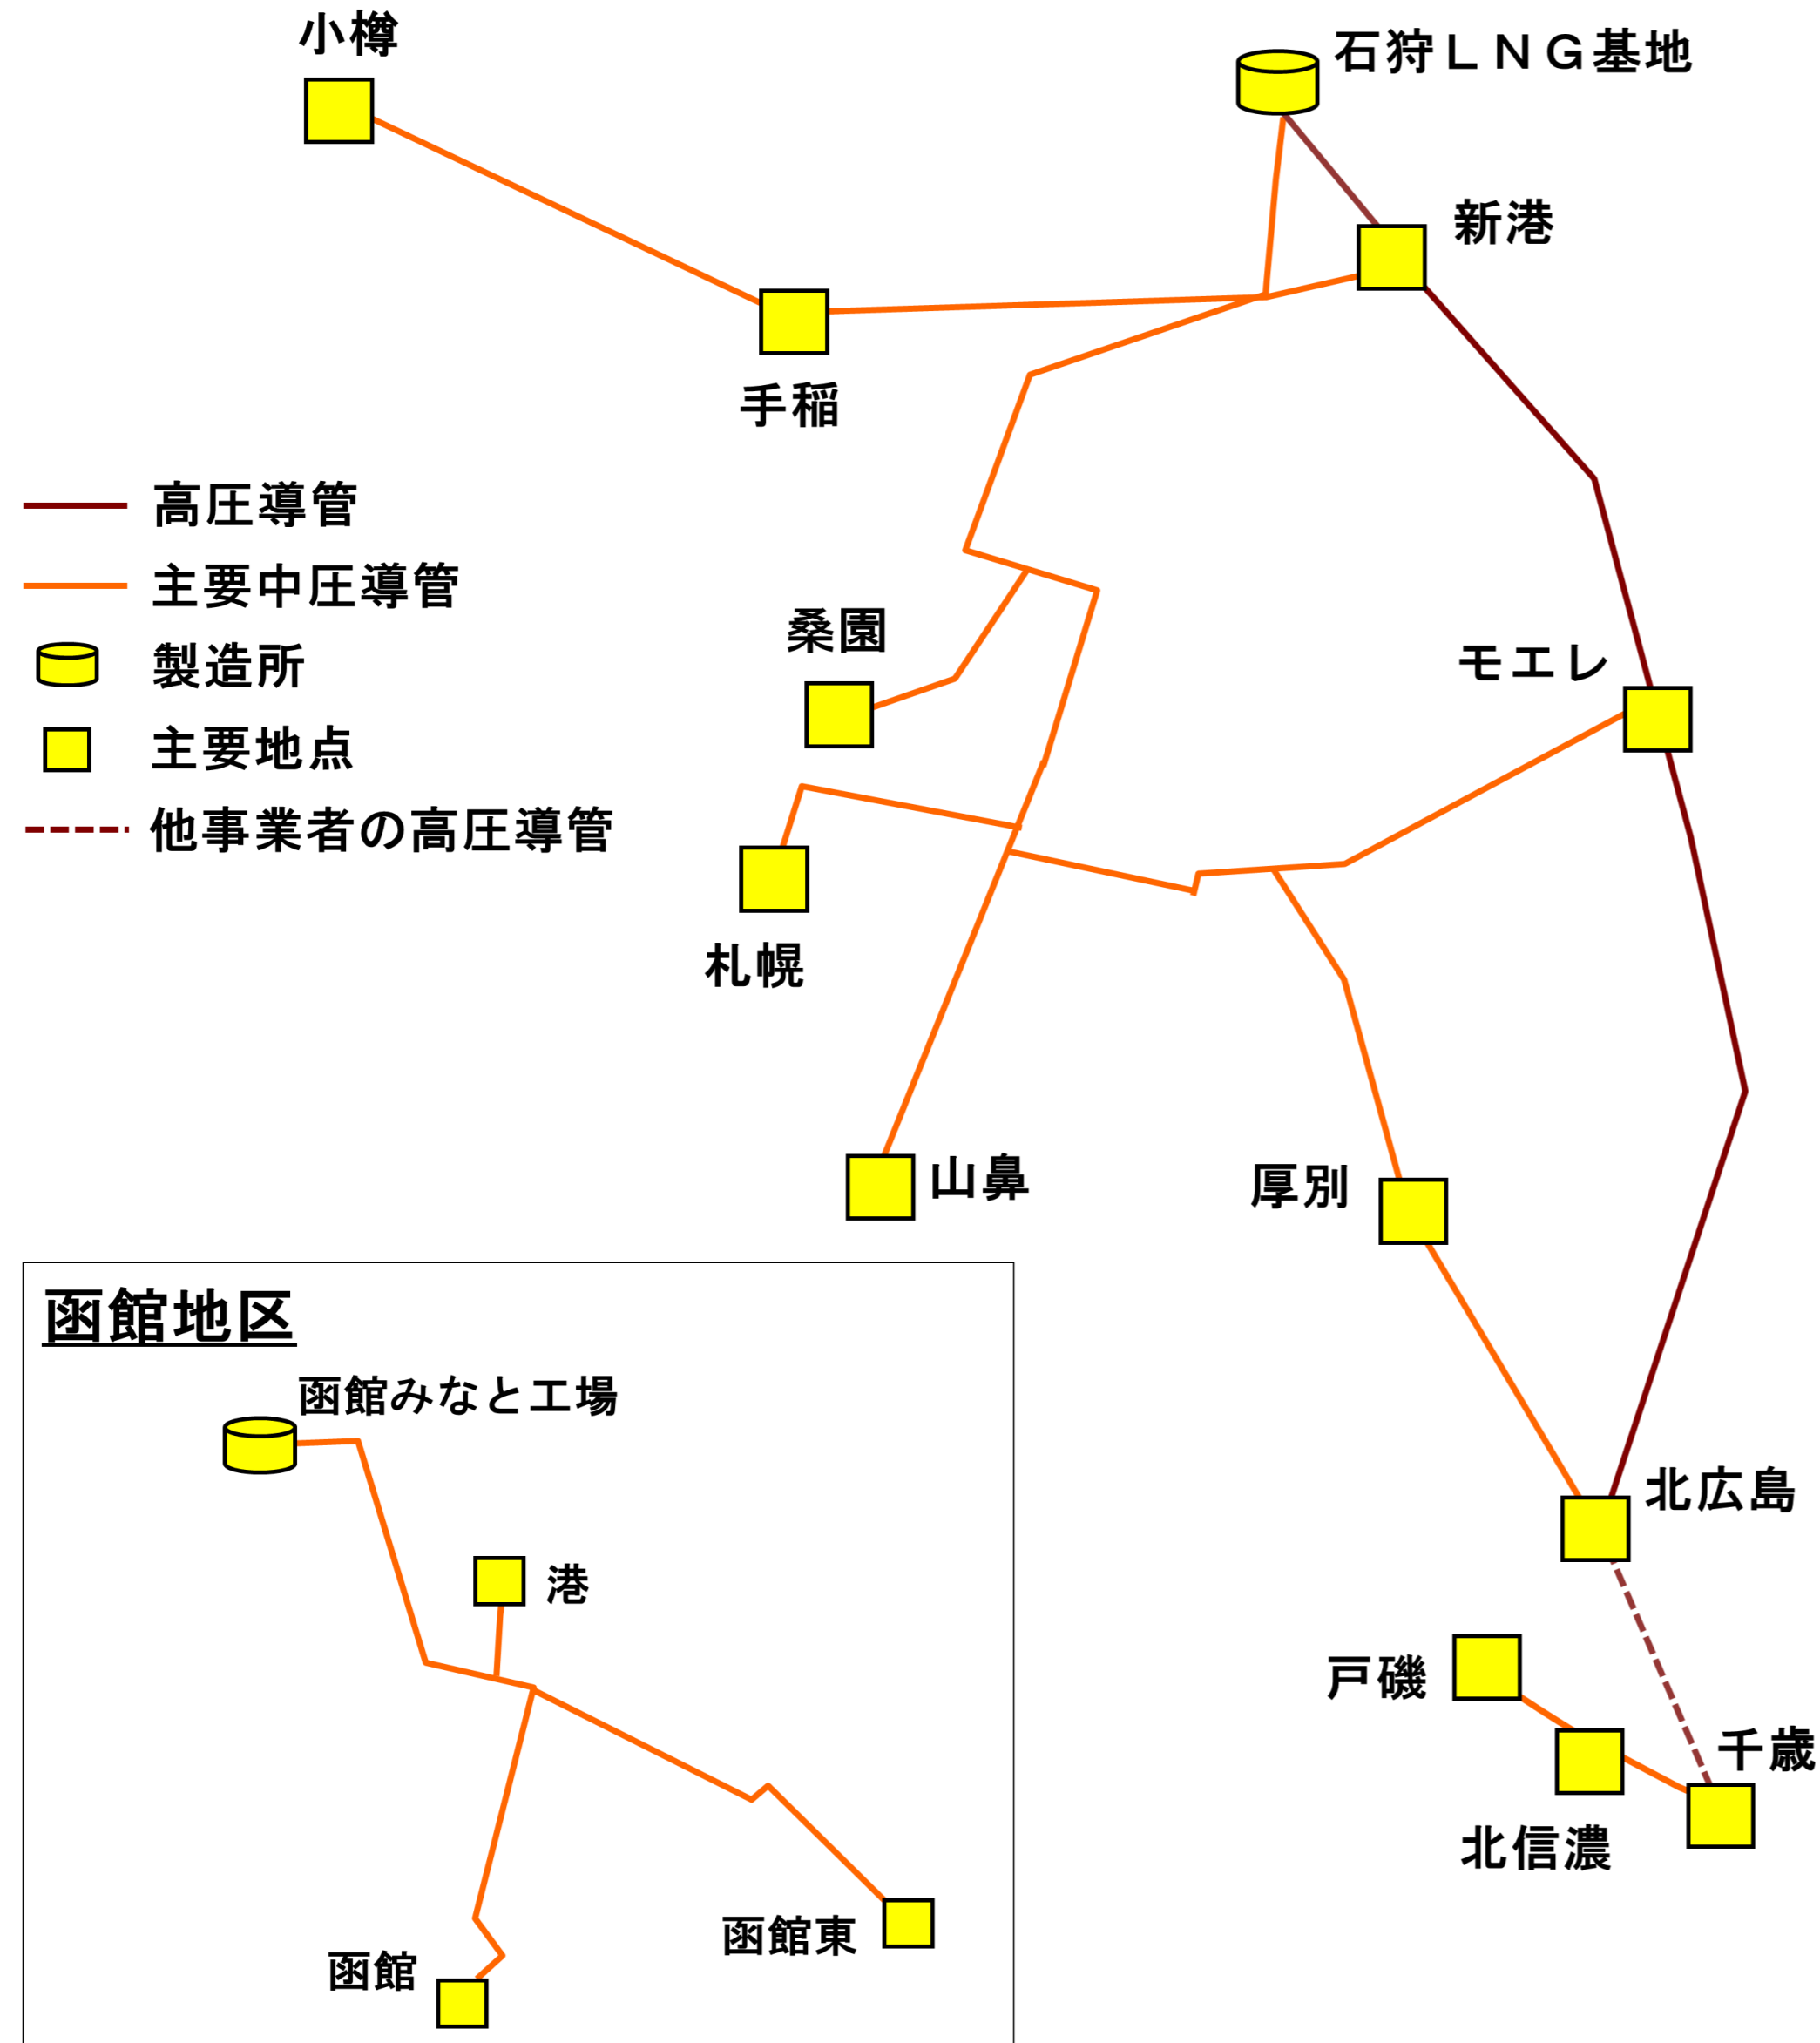 小樽
石狩ＬＮＧ基地
新港
手稲
高圧導管
主要中圧導管
製造所
主要地点
他事業者の高圧導管
桑園
モエレ
札幌
山鼻
厚別
函館地区
函館みなと工場
港
北広島
戸磯
千歳
北信濃
函館東
函館